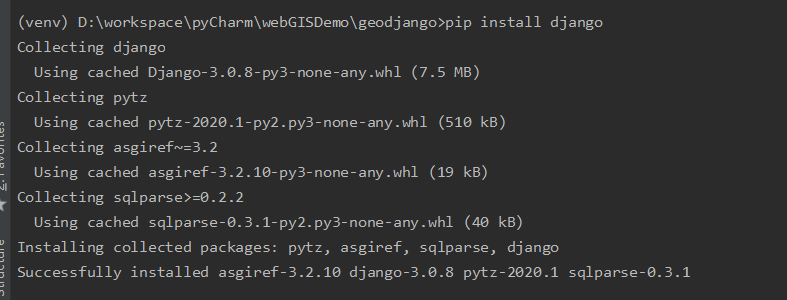 (venv) D:\workspace\pyCharm\webGISDemo\geodjango>pip install django
Collecting django
  Using cached Django-3.0.8-py3-none-any.whl (7.5 MB)
Collecting pytz
  Using cached pytz-2020.1-py2.py3-none-any.whl (510 kB)
Collecting asgiref~=3.2
  Using cached asgiref-3.2.10-py3-none-any.whl (19 kB)
Collecting sqlparse>=0.2.2
  Using cached sqlparse-0.3.1-py2.py3-none-any.whl (40 kB)
Installing collected packages: pytz, asgiref, sqlparse, django
Successfully installed asgiref-3.2.10 django-3.0.8 pytz-2020.1 sqlparse-0.3.1
2: Favorites
Structure